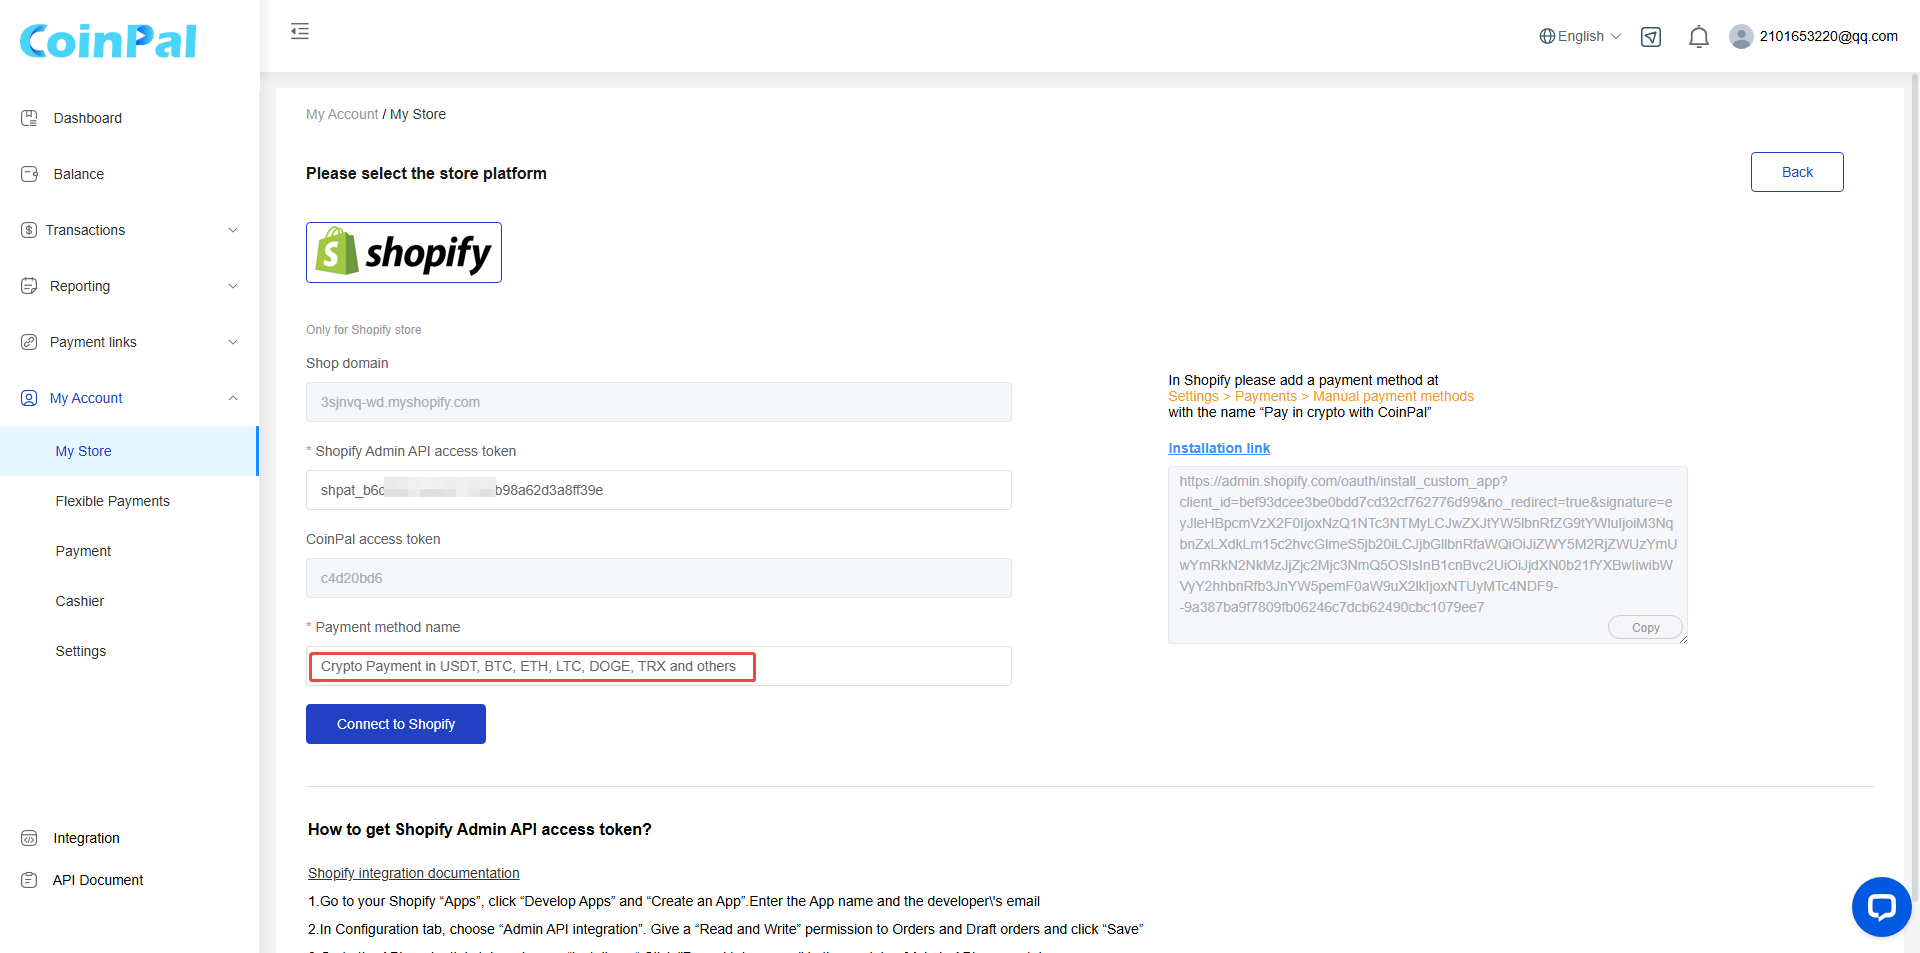 CoinPal
English
2101653220@qq.com
Dashboard
Balance
Transactions
Reporting
Payment links
My Account
My Store
Flexible Payments
Payment
Cashier
Settings
Integration
API Document
My Account / My Store
Please select the store platform
Back
shopify
Only for Shopify store
Shop domain
3sjnvq-wd.myshopify.com
* Shopify Admin API access token
shpat_b6c b98a62d3a8ff39e
CoinPal access token
c4d20bd6
* Payment method name
Crypto Payment in USDT, BTC, ETH, LTC, DOGE, TRX and others
Connect to Shopify
In Shopify please add a payment method at
Settings > Payments > Manual payment methods
with the name “Pay in crypto with CoinPal”
Installation link
https://admin.shopify.com/oauth/install_custom_app?
client_id=bef93dcee3be0bdd7cd32cf762776d99&no_redirect=true&signature=e
yJleHBpcmVzX2F0IjoxNzQ1NTc3NTMyLCJwZXJtYW5lbnRfZG9tYWluIjoiM3Nq
bnZxLXdkLm15c2hvcGlmeS5jb20iLCJjbGllbnRfaWQiOiJiZWY5M2RjZWUzYmU
wYmRkN2NkMzJjZjc2Mjc3NmQ5OSIsInB1cnBvc2UiOiJjdXN0b21fYXBwIiwibW
VyY2hhbnRfb3JnYW5pemF0aW9uX2lkIjoxNTUyMTc4NDF9-
-9a387ba9f7809fb06246c7dcb62490cbc1079ee7
Copy
How to get Shopify Admin API access token?
Shopify integration documentation
1.Go to your Shopify “Apps”, click “Develop Apps” and “Create an App”.Enter the App name and the developer\'s email
2.In Configuration tab, choose “Admin API integration”. Give a “Read and Write” permission to Orders and Draft orders and click “Save”